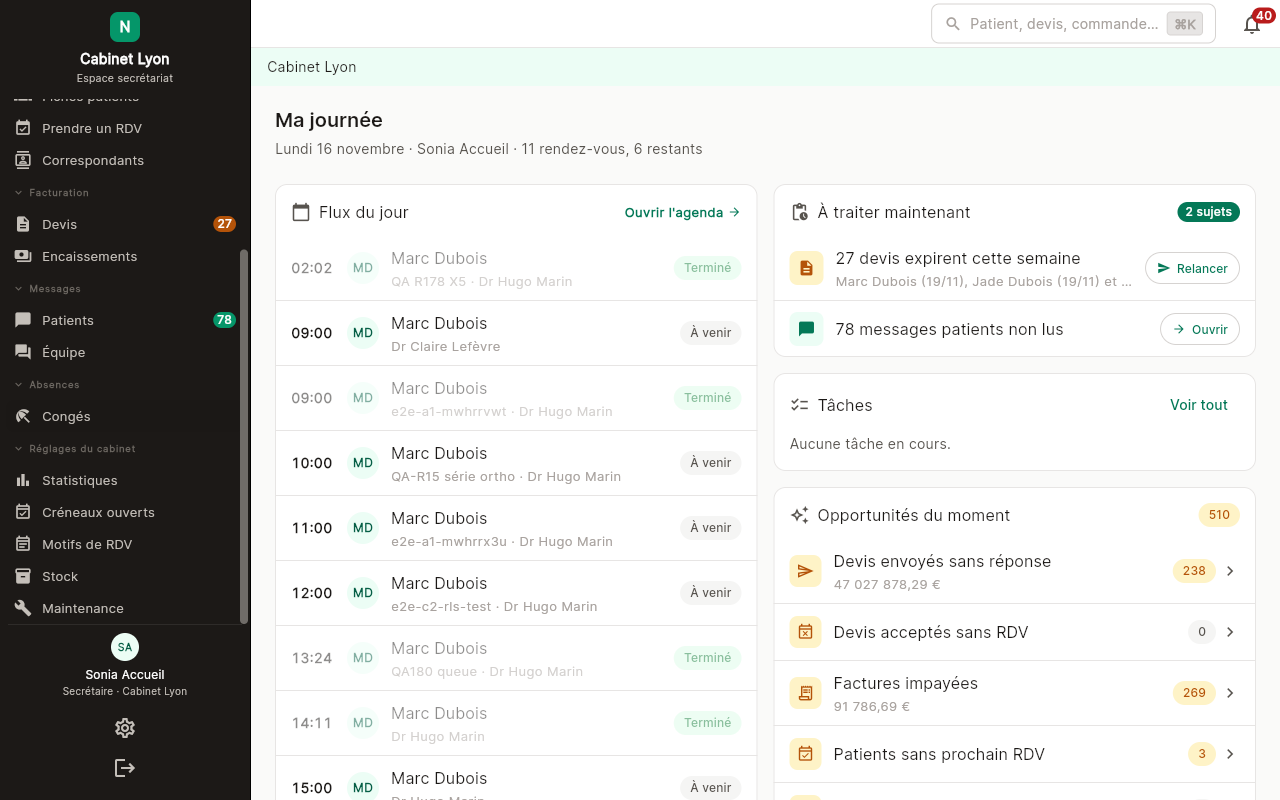 N
Cabinet Lyon
Espace secrétariat
Fiches patients
Prendre un RDV
Correspondants
Facturation
Devis
27
Encaissements
Messages
Patients
78
Équipe
Absences
Congés
Réglages du cabinet
Statistiques
Créneaux ouverts
Motifs de RDV
Stock
Maintenance
SA
Sonia Accueil
Secrétaire · Cabinet Lyon
Patient, devis, commande...
⌘K
40
Cabinet Lyon
Ma journée
Lundi 16 novembre · Sonia Accueil · 11 rendez-vous, 6 restants
Flux du jour
Ouvrir l'agenda
02:02
MD
Marc Dubois
QA R178 X5 · Dr Hugo Marin
Terminé
09:00
MD
Marc Dubois
Dr Claire Lefèvre
À venir
09:00
MD
Marc Dubois
e2e-a1-mwhrrvwt · Dr Hugo Marin
Terminé
10:00
MD
Marc Dubois
QA-R15 série ortho · Dr Hugo Marin
À venir
11:00
MD
Marc Dubois
e2e-a1-mwhrrx3u · Dr Hugo Marin
À venir
12:00
MD
Marc Dubois
e2e-c2-rls-test · Dr Hugo Marin
À venir
13:24
MD
Marc Dubois
QA180 queue · Dr Hugo Marin
Terminé
14:11
MD
Marc Dubois
Dr Hugo Marin
Terminé
15:00
MD
Marc Dubois
Dr Hugo Marin
À venir
À traiter maintenant
2 sujets
27 devis expirent cette semaine
Marc Dubois (19/11), Jade Dubois (19/11) et ...
Relancer
78 messages patients non lus
Ouvrir
Tâches
Voir tout
Aucune tâche en cours.
Opportunités du moment
510
Devis envoyés sans réponse
47 027 878,29 €
238
Devis acceptés sans RDV
0
Factures impayées
91 786,69 €
269
Patients sans prochain RDV
3